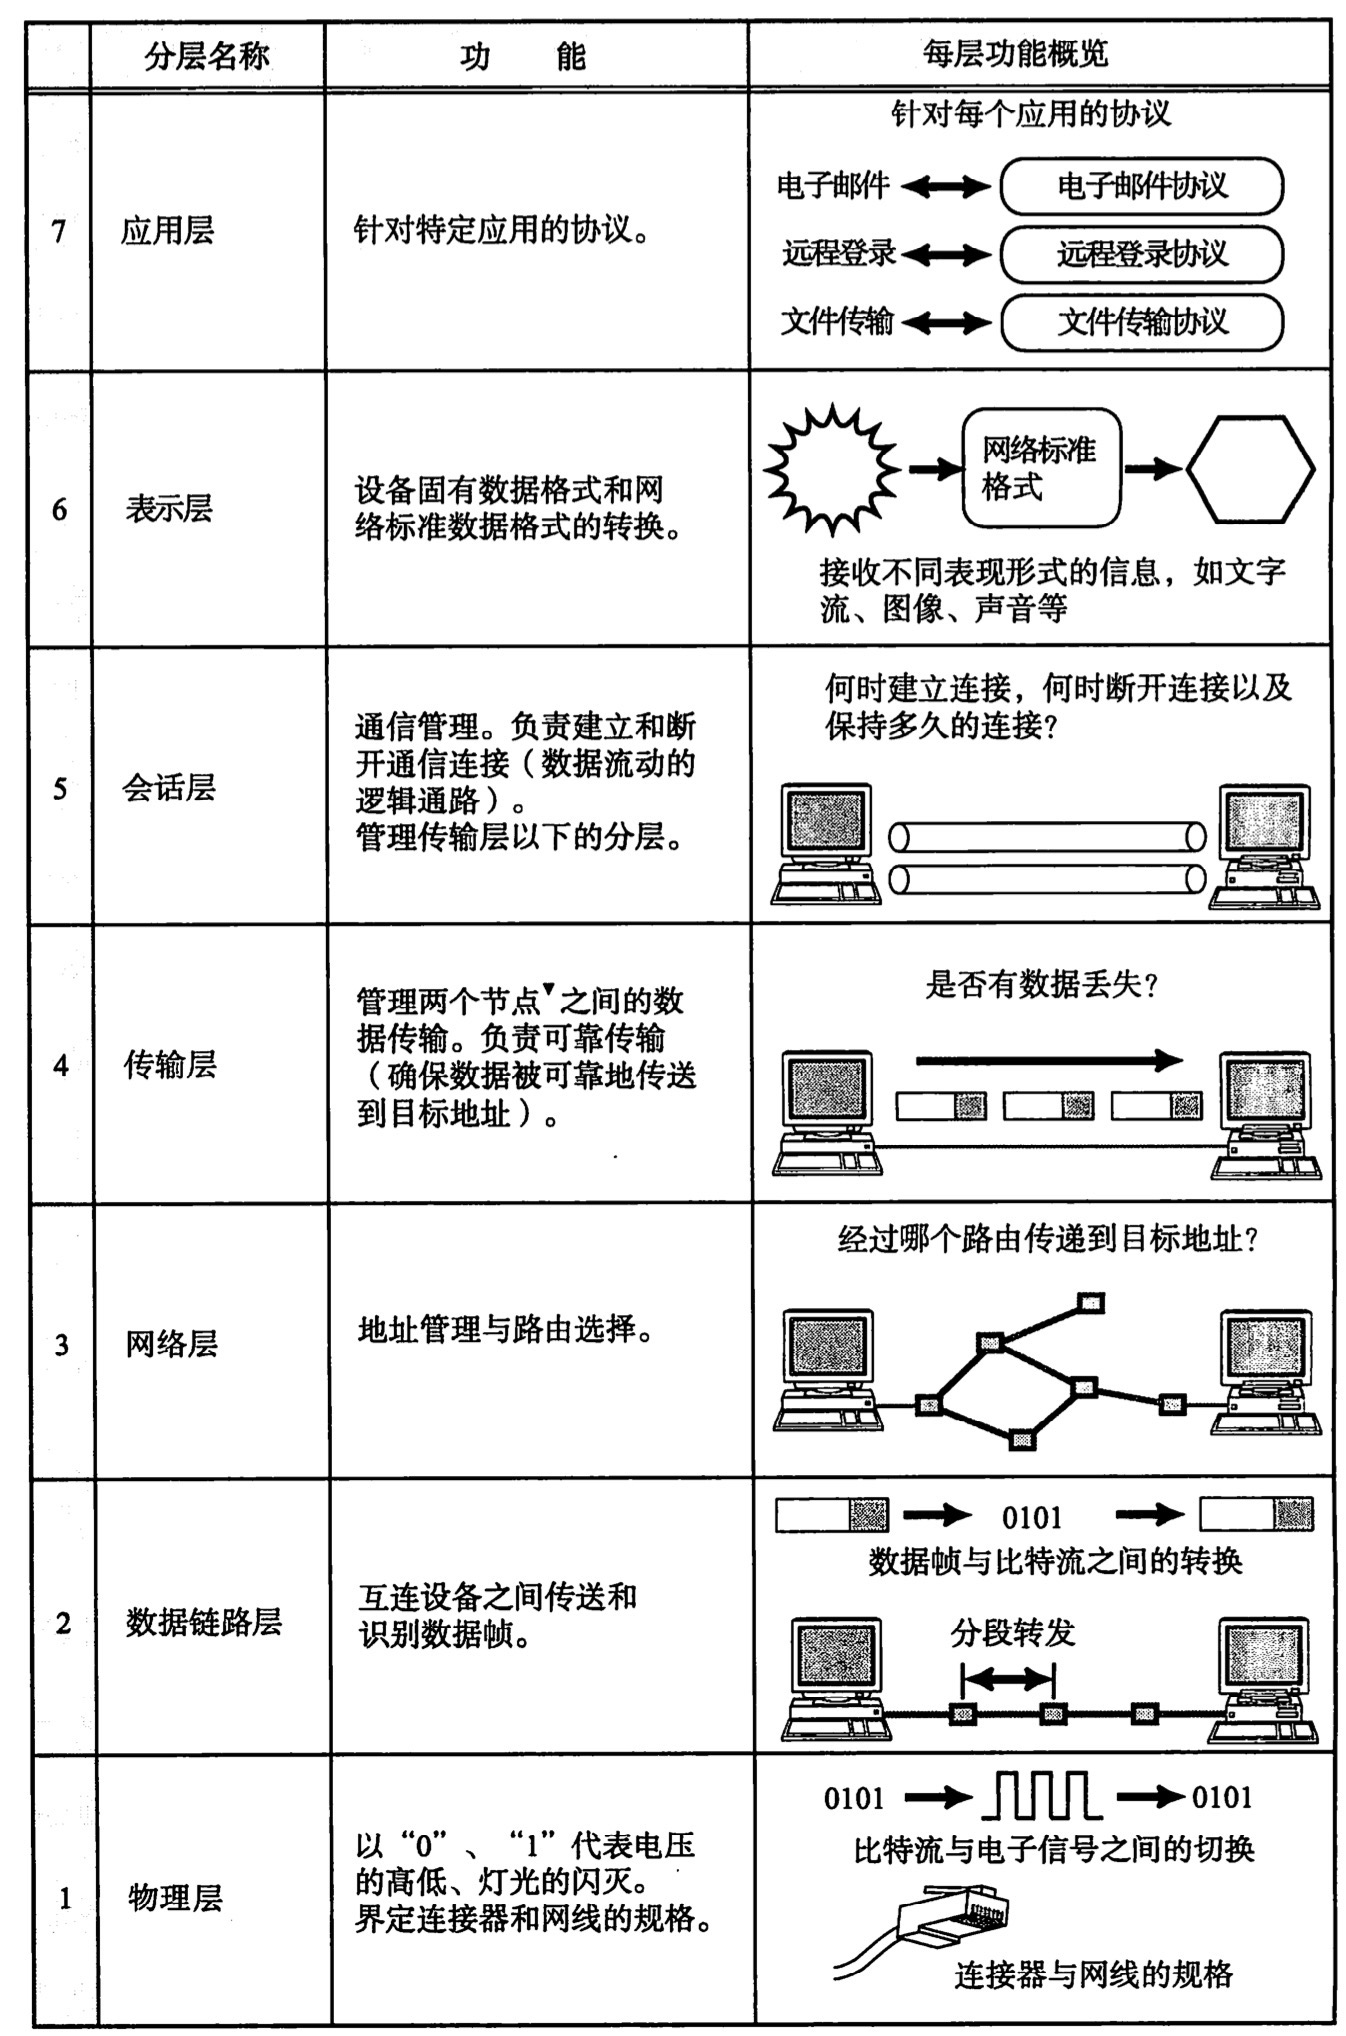 分层名称 功 能 每层功能概览
7 应用层 针对特定应用的协议。
针对每个应用的协议
电子邮件 电子邮件协议
远程登录 远程登录协议
文件传输 文件传输协议
6 表示层
设备固有数据格式和网
络标准数据格式的转换。
网络标准
格式
接收不同表现形式的信息，如文字
流、图像、声音等
5 会话层
通信管理。负责建立和断
开通信连接（数据流动的
逻辑通路）。
管理传输层以下的分层。
何时建立连接，何时断开连接以及
保持多久的连接？
4 传输层
管理两个节点▼之间的数
据传输。负责可靠传输
（确保数据被可靠地传送
到目标地址）。
是否有数据丢失？
3 网络层 地址管理与路由选择。
经过哪个路由传递到目标地址？
2 数据链路层
互连设备之间传送和
识别数据帧。
0101
数据帧与比特流之间的转换
分段转发
1 物理层
以“0”、“1”代表电压
的高低、灯光的闪灭。
界定连接器和网线的规格。
0101 0101
比特流与电子信号之间的切换
连接器与网线的规格